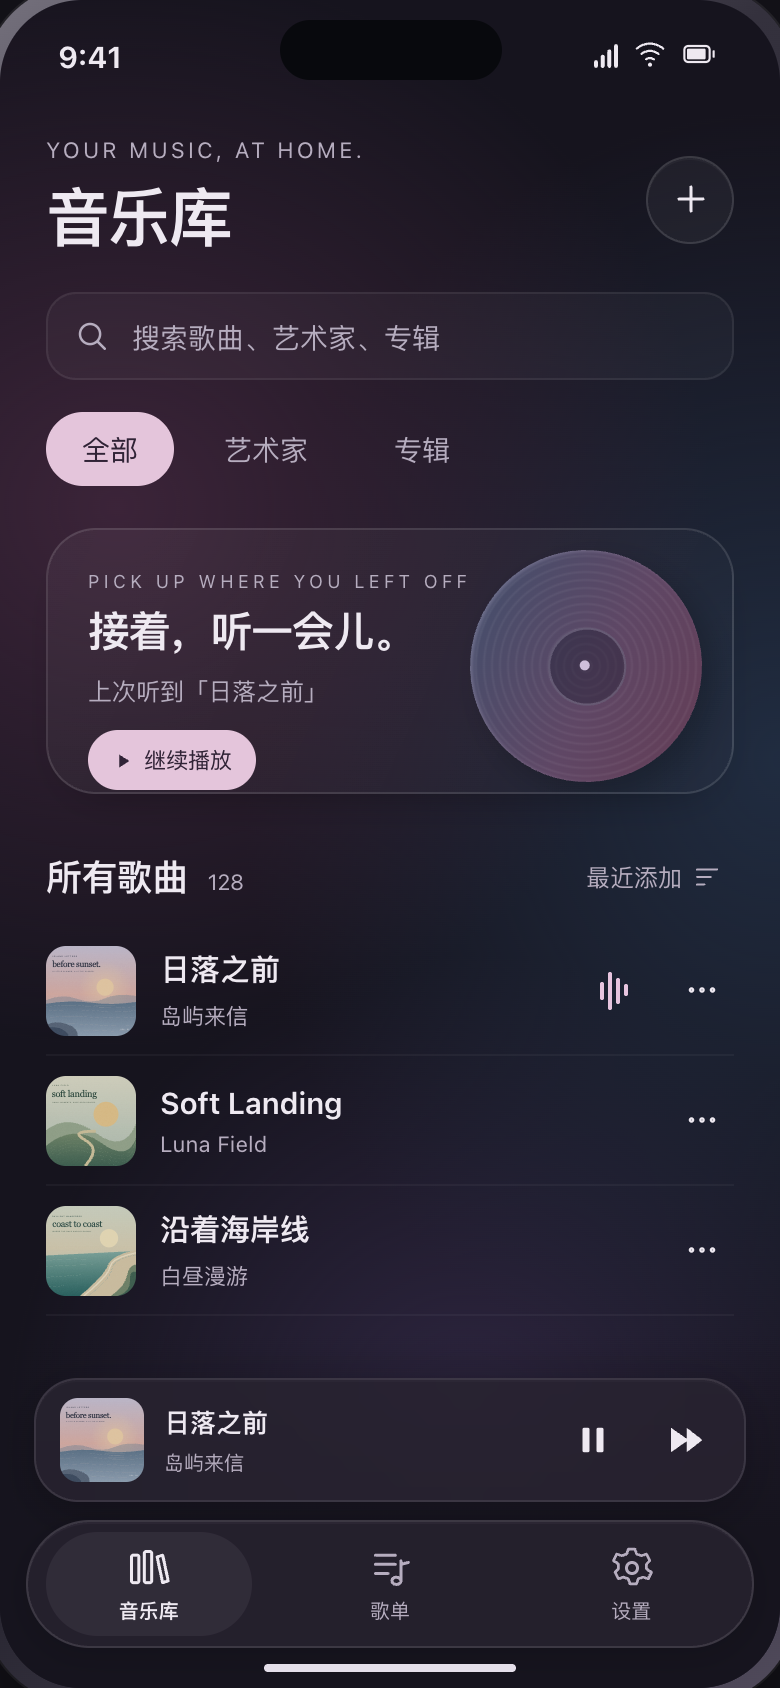 9:41
YOUR MUSIC, AT HOME.
音乐库
搜索歌曲、艺术家、专辑
全部
艺术家
专辑
PICK UP WHERE YOU LEFT OFF
接着，听一会儿。
上次听到「日落之前」
继续播放
所有歌曲 128
最近添加
before sunset.
日落之前
岛屿来信
soft landing
Soft Landing
Luna Field
coast to coast
沿着海岸线
白昼漫游
before sunset.
日落之前
岛屿来信
音乐库
歌单
设置